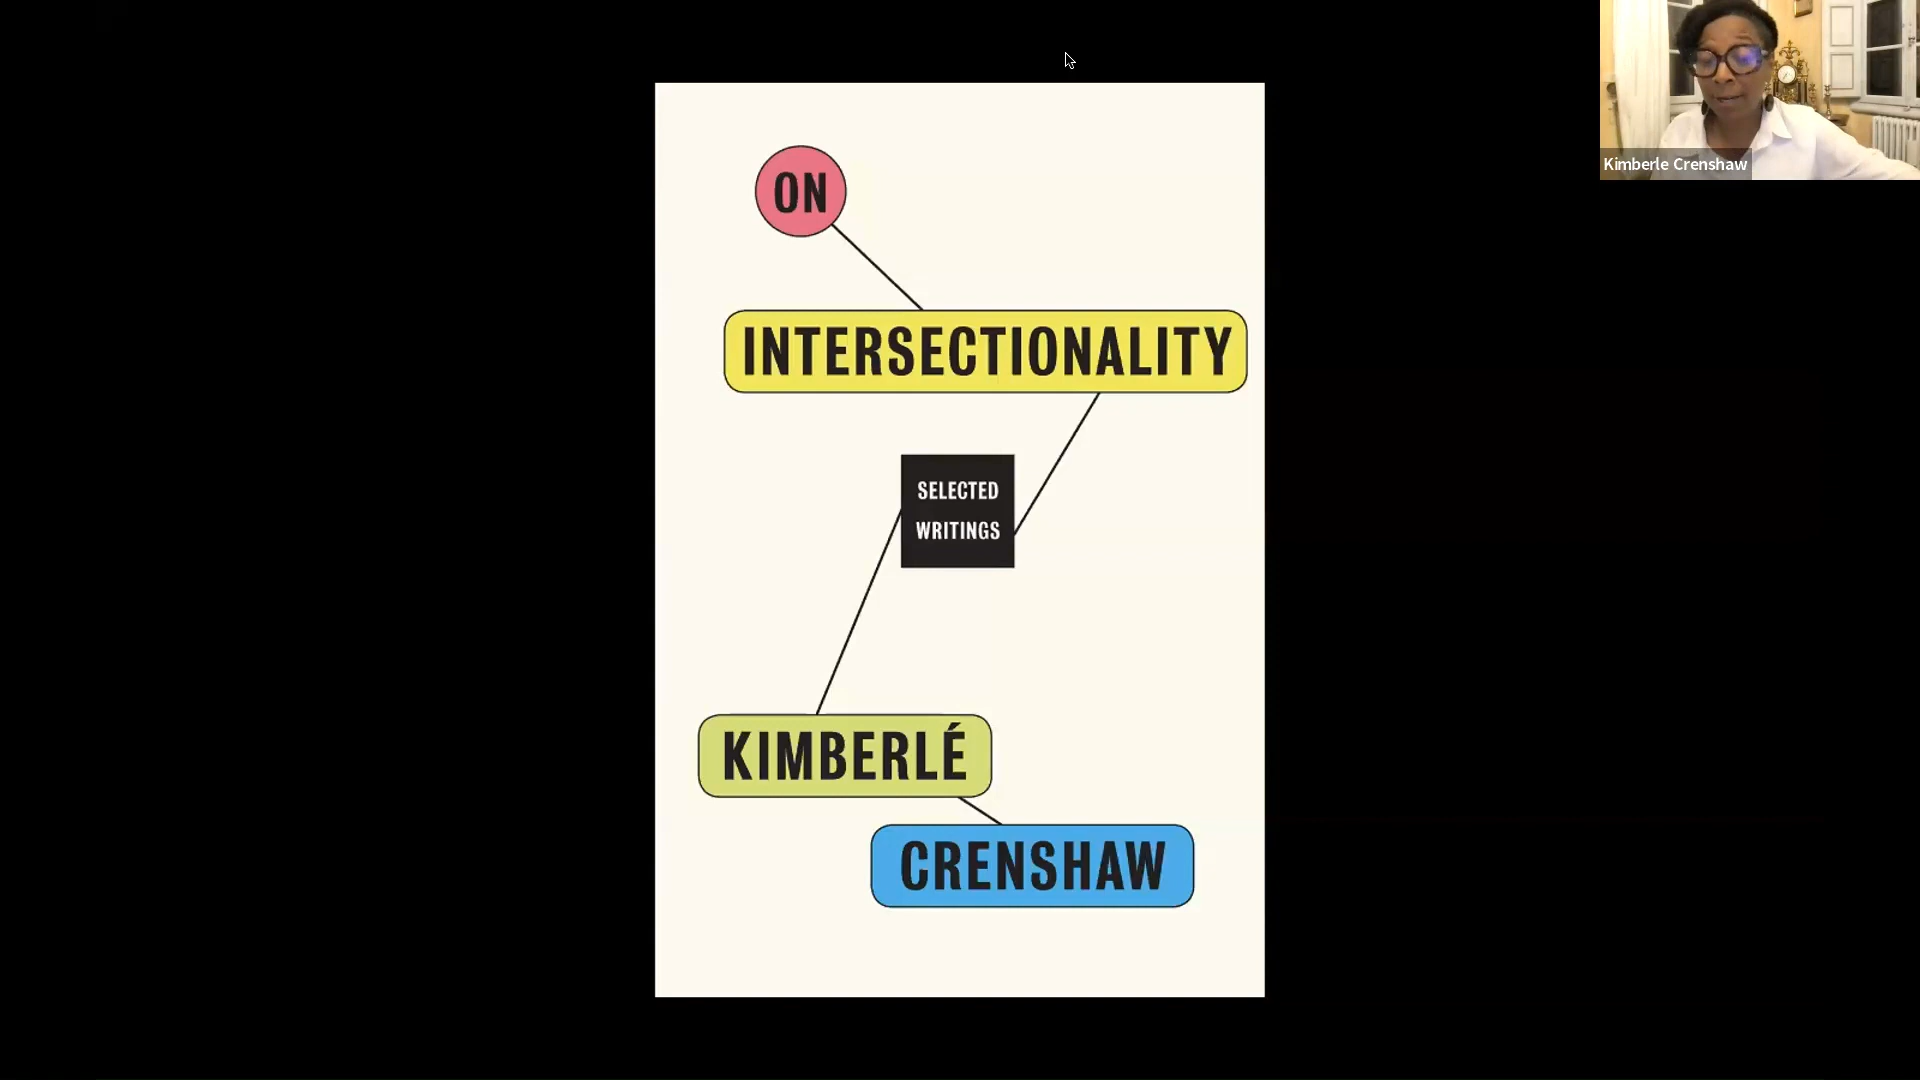 ON
INTERSECTIONALITY
SELECTED
WRITINGS
KIMBERLÉ
CRENSHAW
Kimberle Crenshaw